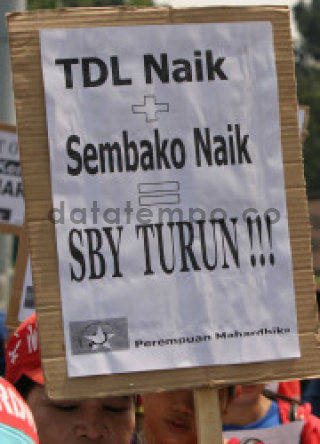 TDL Naik
+
Sembako Naik
=
datatempo.co
SBY TURUN!!!
Perempuan Mahardhika